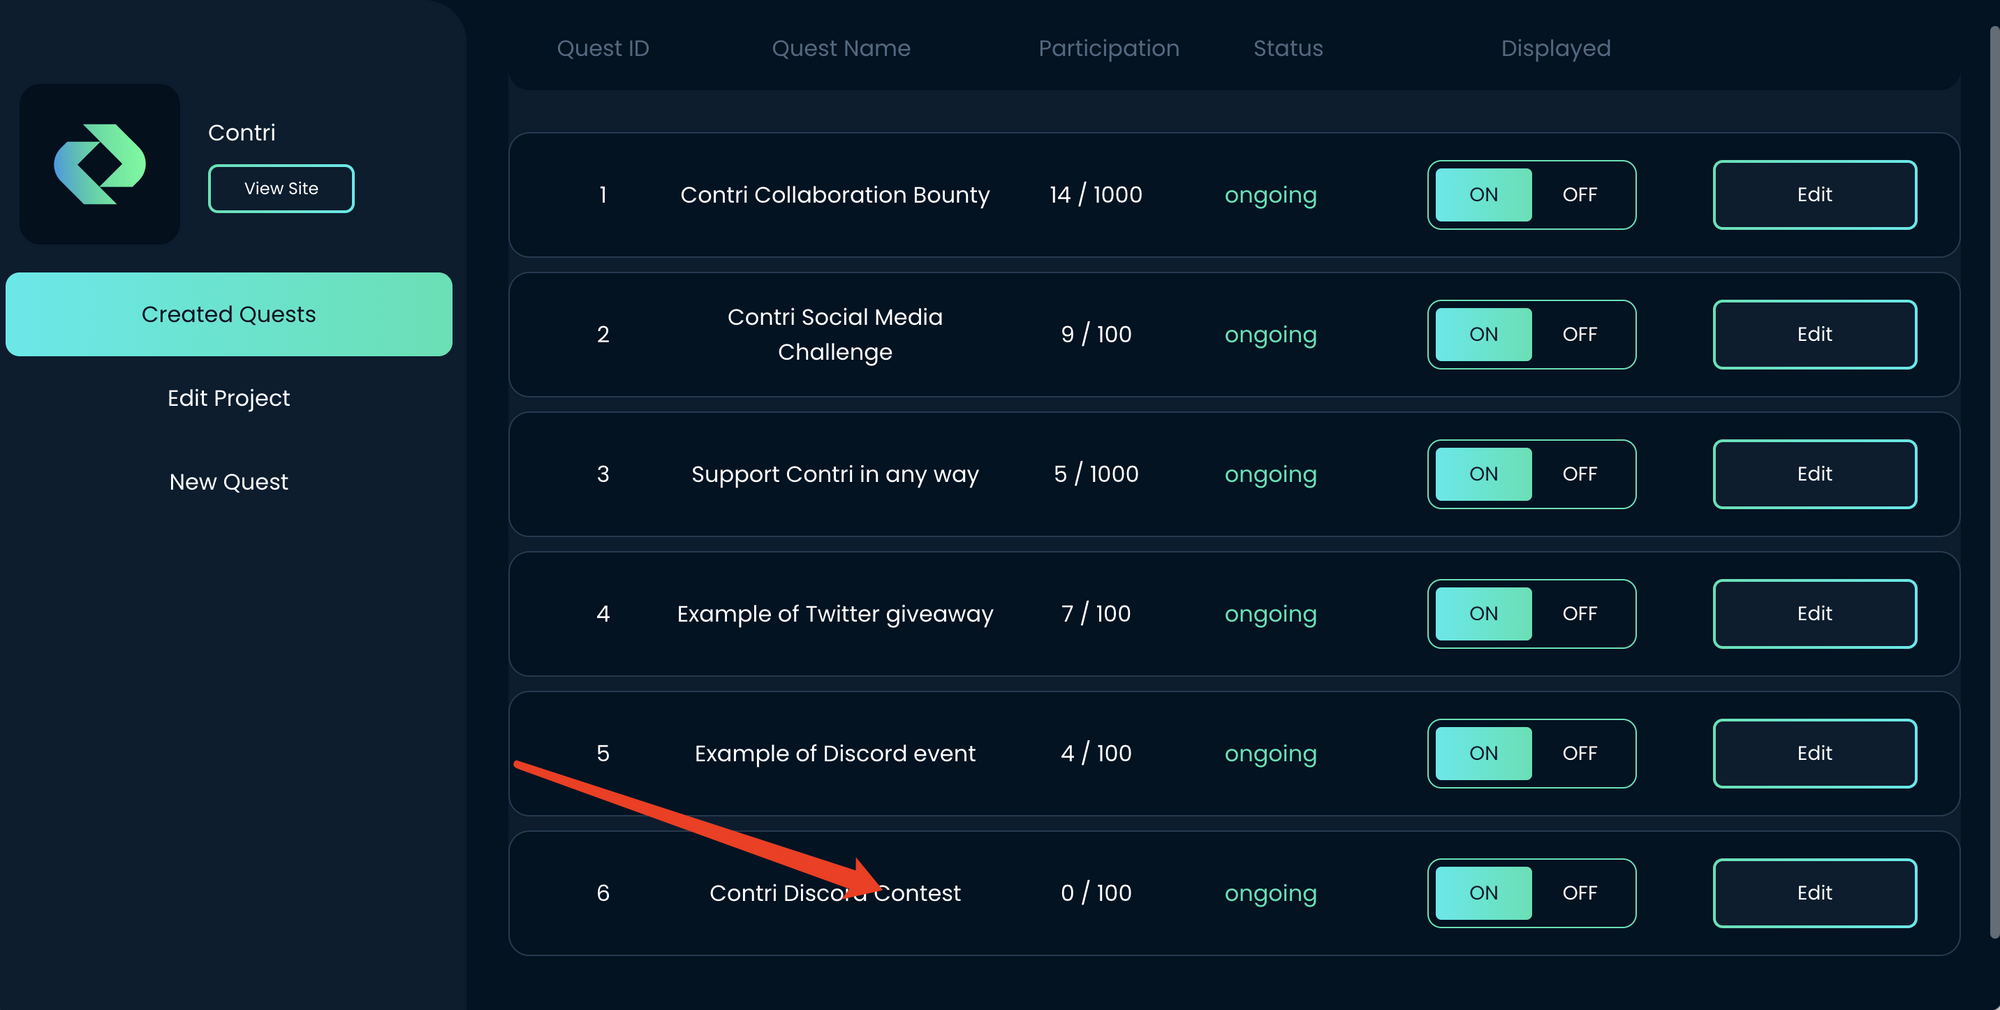 Quest ID Quest Name Participation Status Displayed
Contri
View Site
Created Quests
Edit Project
New Quest
1 Contri Collaboration Bounty 14 / 1000 ongoing ON OFF Edit
2 Contri Social Media
Challenge 9 / 100 ongoing ON OFF Edit
3 Support Contri in any way 5 / 1000 ongoing ON OFF Edit
4 Example of Twitter giveaway 7 / 100 ongoing ON OFF Edit
5 Example of Discord event 4 / 100 ongoing ON OFF Edit
6 Contri Discord Contest 0 / 100 ongoing ON OFF Edit